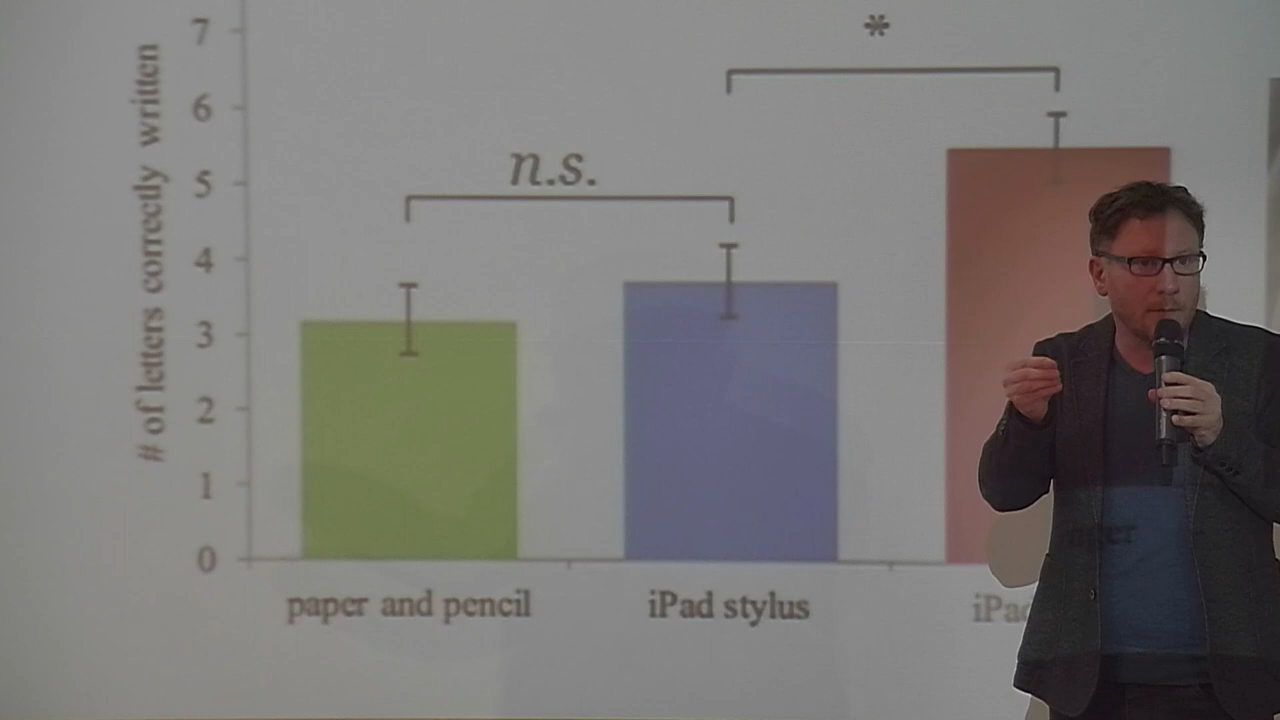 # of letters correctly written
7
6
5
4
3
2
1
0
*
n.s.
paper and pencil
iPad stylus